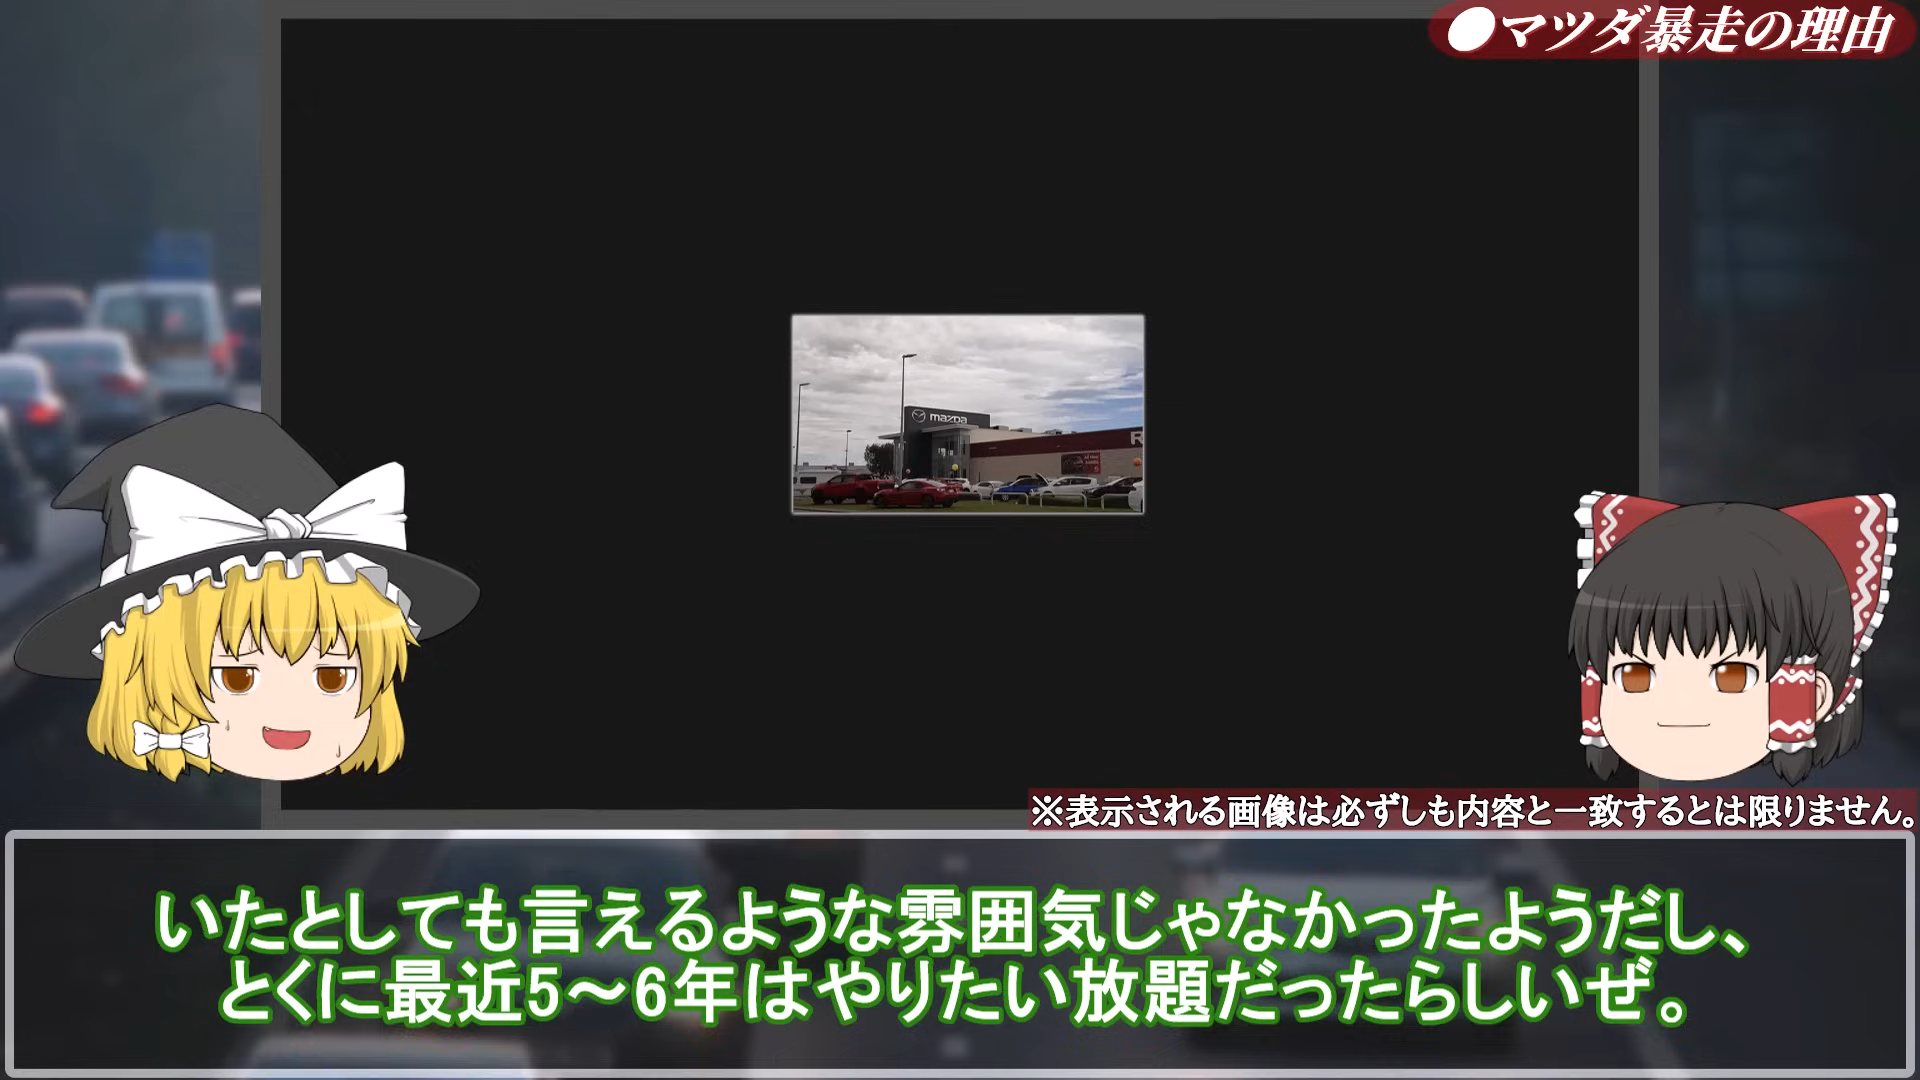 ●マツダ暴走の理由
mazda
R
※表示される画像は必ずしも内容と一致するとは限りません。
いたとしても言えるような雰囲気じゃなかったようだし、
とくに最近5～6年はやりたい放題だったらしいぜ。